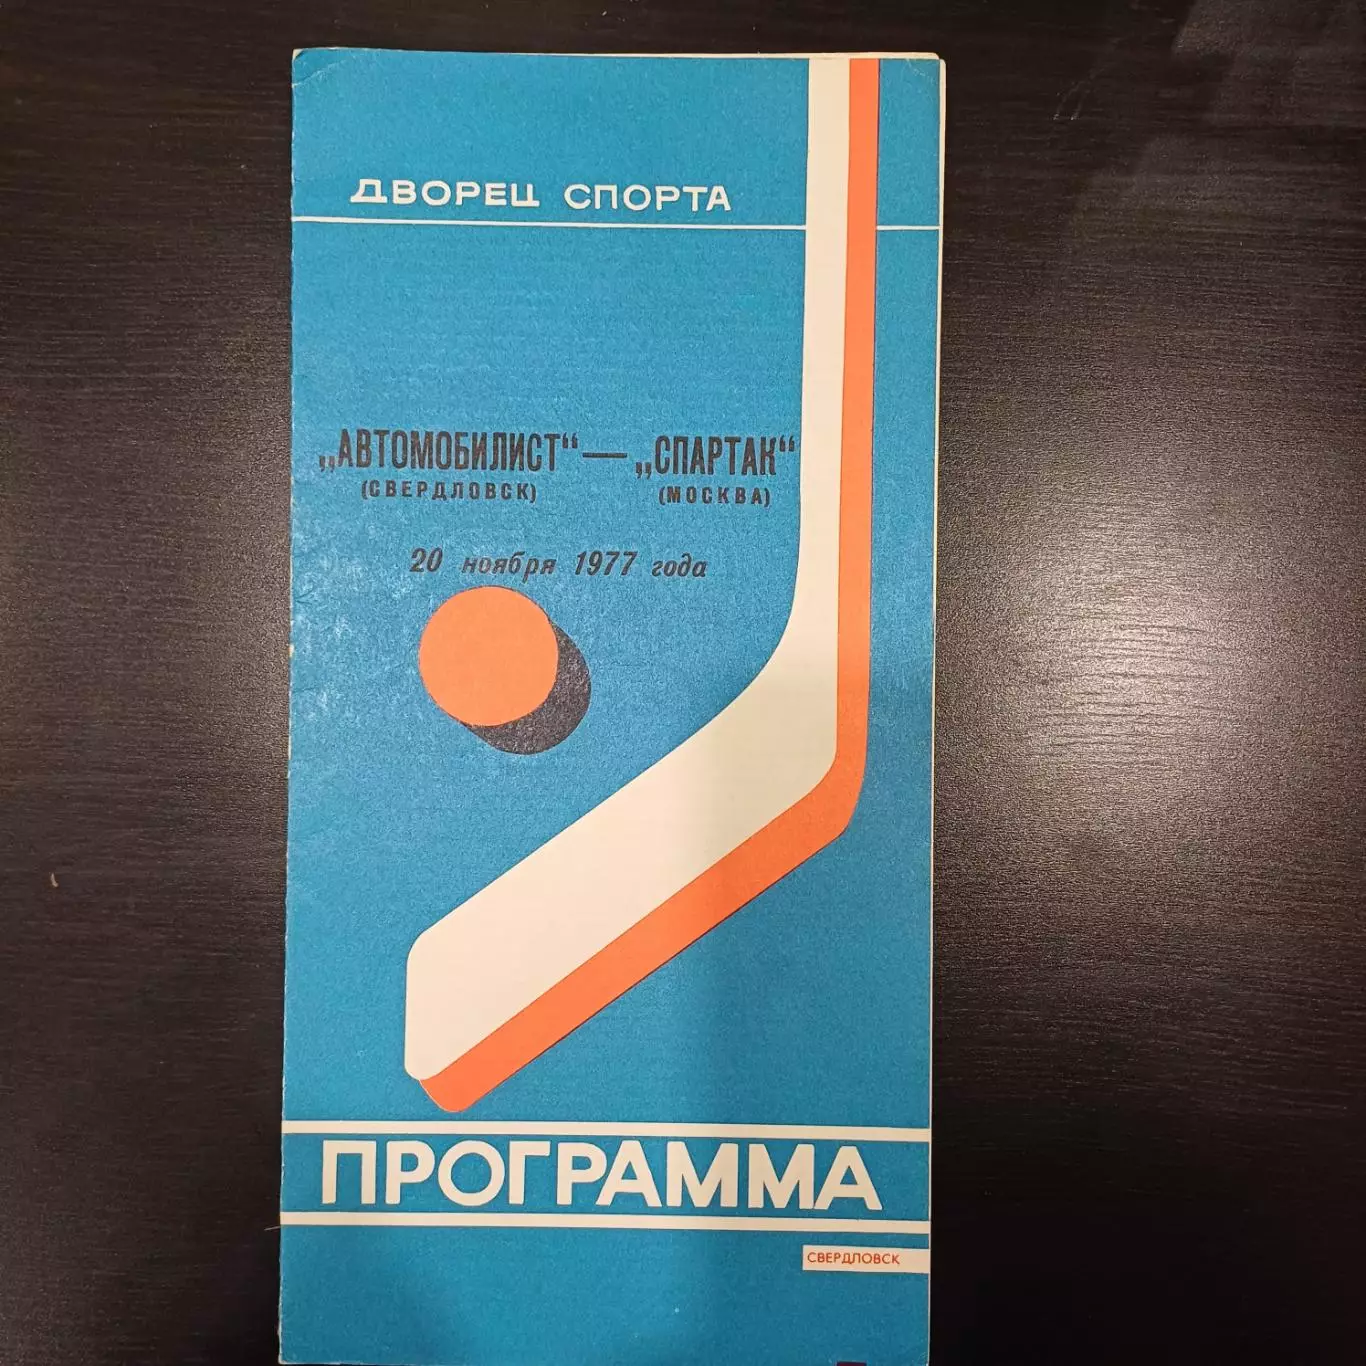 ДВОРЕЦ СПОРТА
„АВТОМОБИЛИСТ“ — „СПАРТАК“
(СВЕРДЛОВСК) (МОСКВА)
20 ноября 1977 года
ПРОГРАММА
СВЕРДЛОВСК